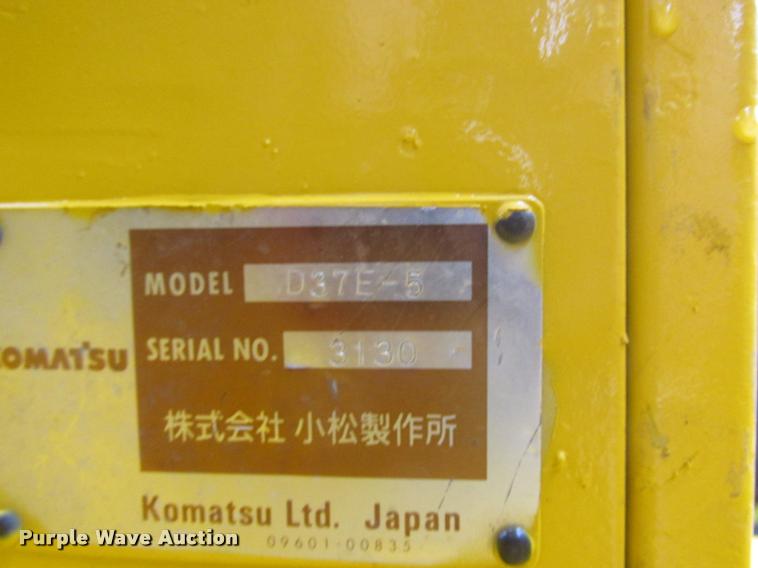 MODEL D37E-5
KOMATSU
SERIAL NO. 3130
株式会社 小松製作所
Komatsu Ltd. Japan
09601-00835
Purple Wave Auction